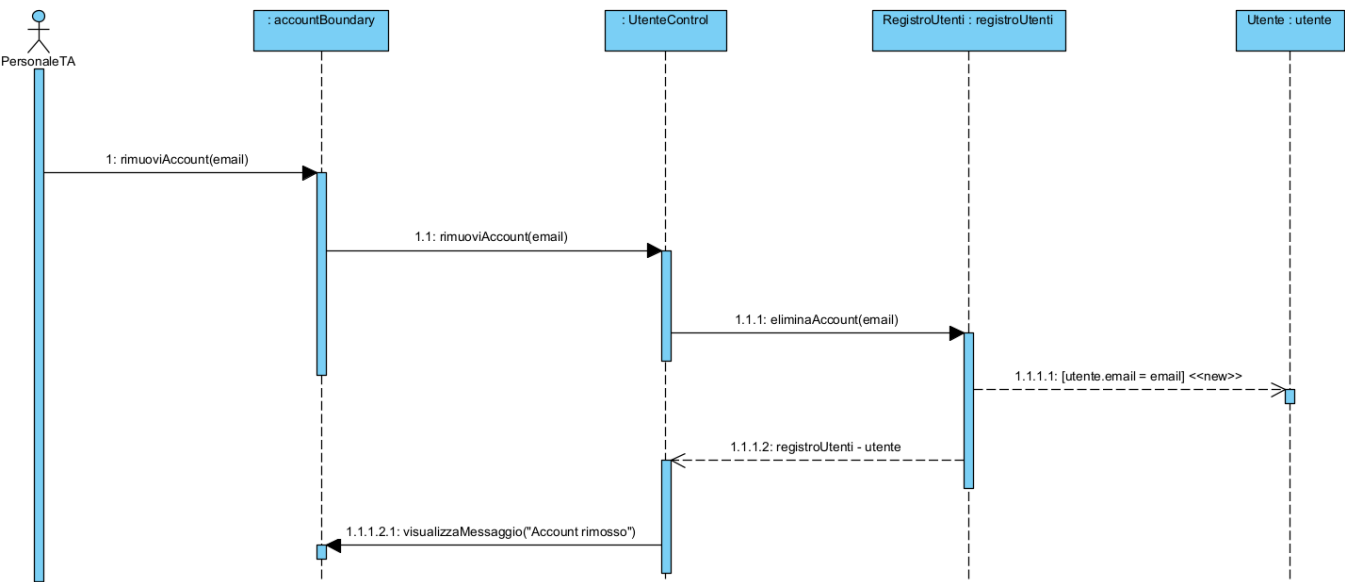 : accountBoundary
: UtenteControl
RegistroUtenti : registroUtenti
Utente : utente
PersonaleTA
1: rimuoviAccount(email)
1.1: rimuoviAccount(email)
1.1.1: eliminaAccount(email)
1.1.1.1: [utente.email = email] <<new>>
1.1.1.2: registroUtenti - utente
1.1.1.2.1: visualizzaMessaggio("Account rimosso")